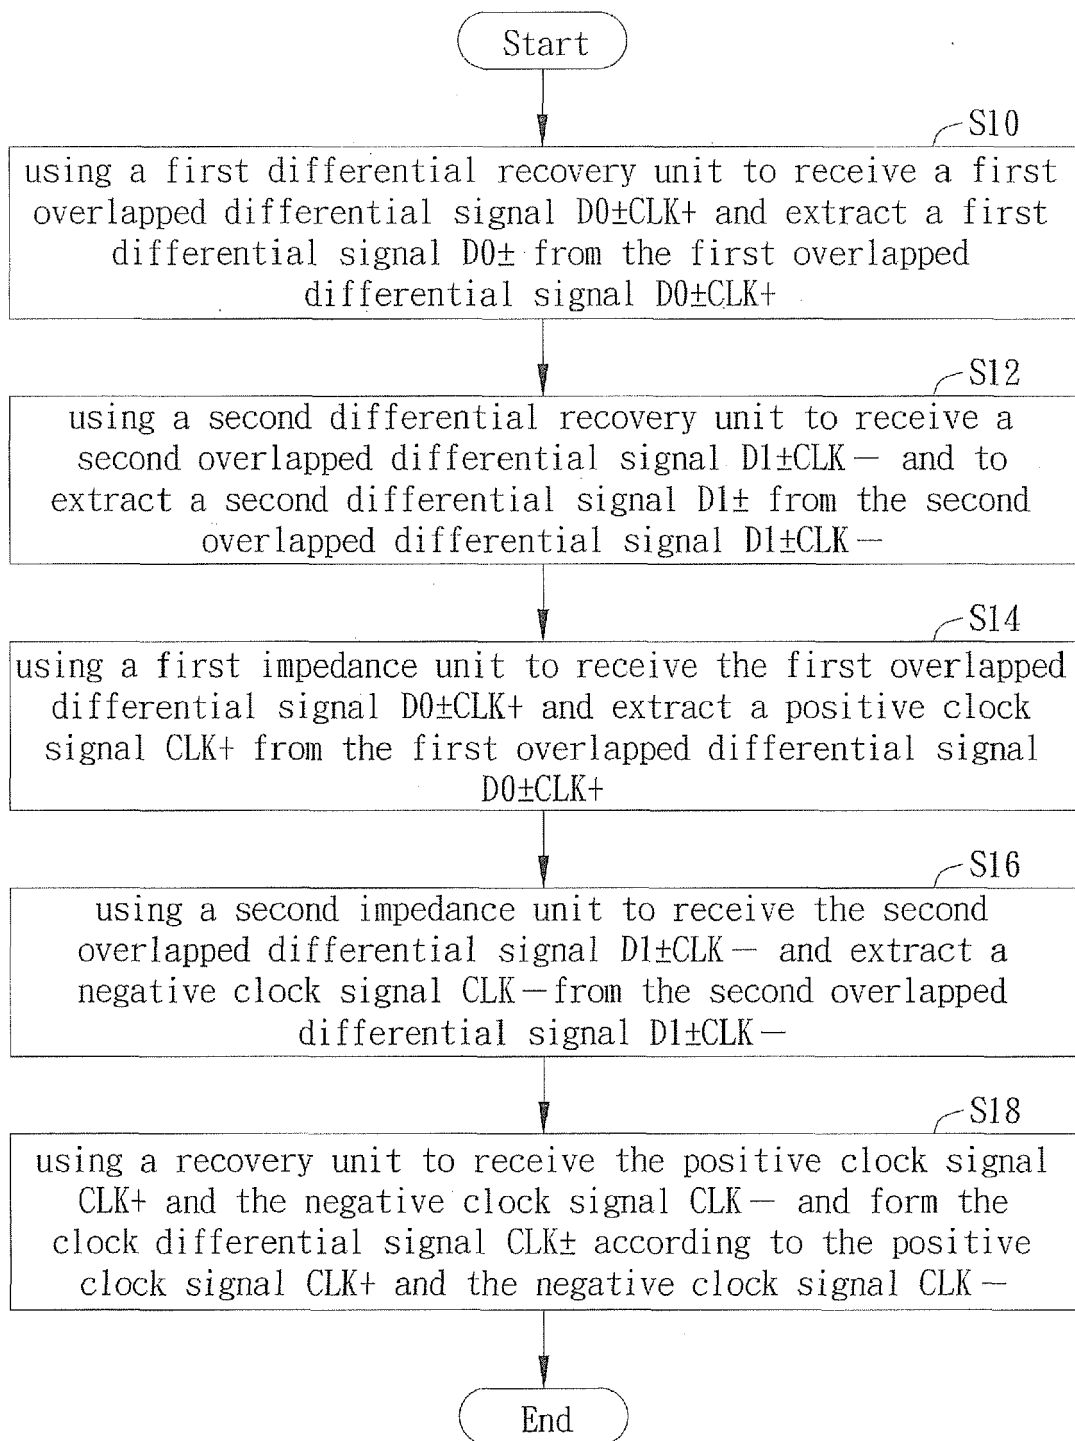 Start
S10
using a first differential recovery unit to receive a first
overlapped differential signal D0±CLK+ and extract a first
differential signal D0± from the first overlapped
differential signal D0±CLK+
S12
using a second differential recovery unit to receive a
second overlapped differential signal D1±CLK− and to
extract a second differential signal D1± from the second
overlapped differential signal D1±CLK−
S14
using a first impedance unit to receive the first overlapped
differential signal D0±CLK+ and extract a positive clock
signal CLK+ from the first overlapped differential signal
D0±CLK+
S16
using a second impedance unit to receive the second
overlapped differential signal D1±CLK− and extract a
negative clock signal CLK−from the second overlapped
differential signal D1±CLK−
S18
using a recovery unit to receive the positive clock signal
CLK+ and the negative clock signal CLK− and form the
clock differential signal CLK± according to the positive
clock signal CLK+ and the negative clock signal CLK−
End